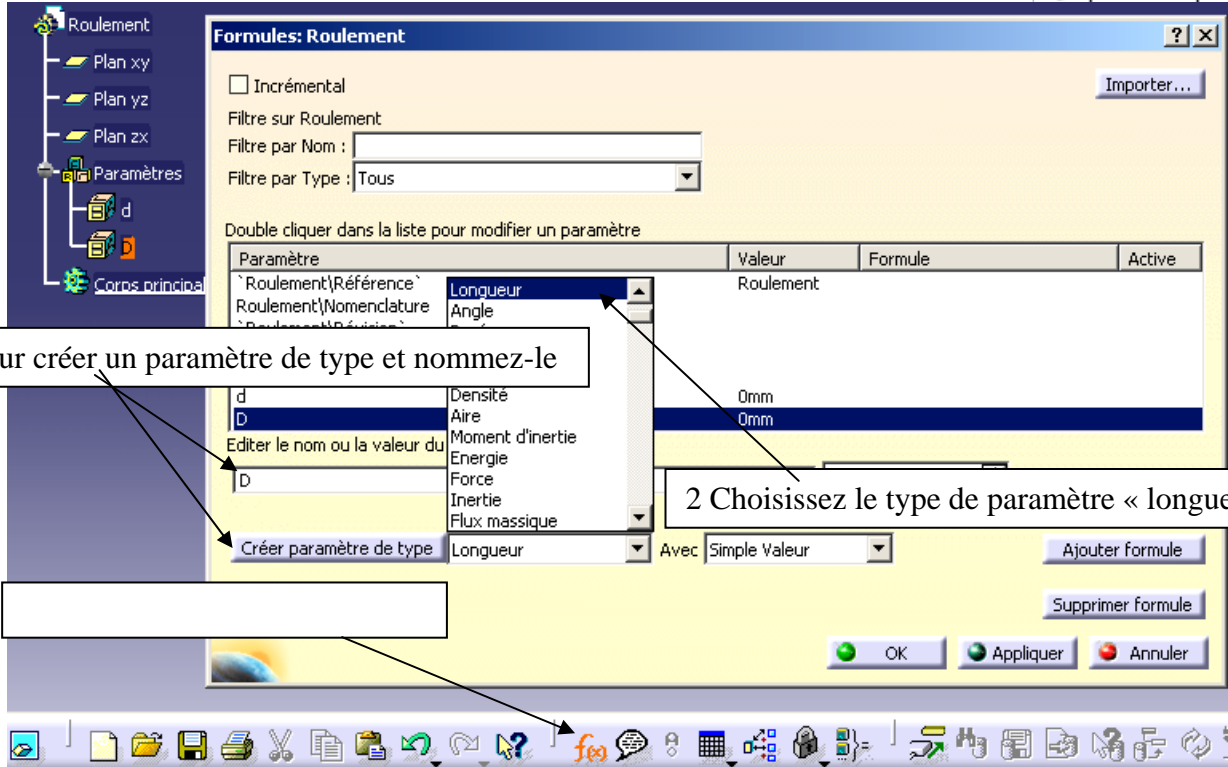 Roulement
Plan xy
Plan yz
Plan zx
Paramètres
d
D
Corps principal
Formules: Roulement
Incrémental
Importer...
Filtre sur Roulement
Filtre par Nom :
Filtre par Type : Tous
Double cliquer dans la liste pour modifier un paramètre
Paramètre Valeur Formule Active
`Roulement\Référence` Roulement
Roulement\Nomenclature
d 0mm
D 0mm
Longueur
Angle
Densité
Aire
Moment d'inertie
Energie
Force
Inertie
Flux massique
ur créer un paramètre de type et nommez-le
Editer le nom ou la valeur du
D
2 Choisissez le type de paramètre « longue
Créer paramètre de type Longueur Avec Simple Valeur Ajouter formule
Supprimer formule
OK Appliquer Annuler
f(x)